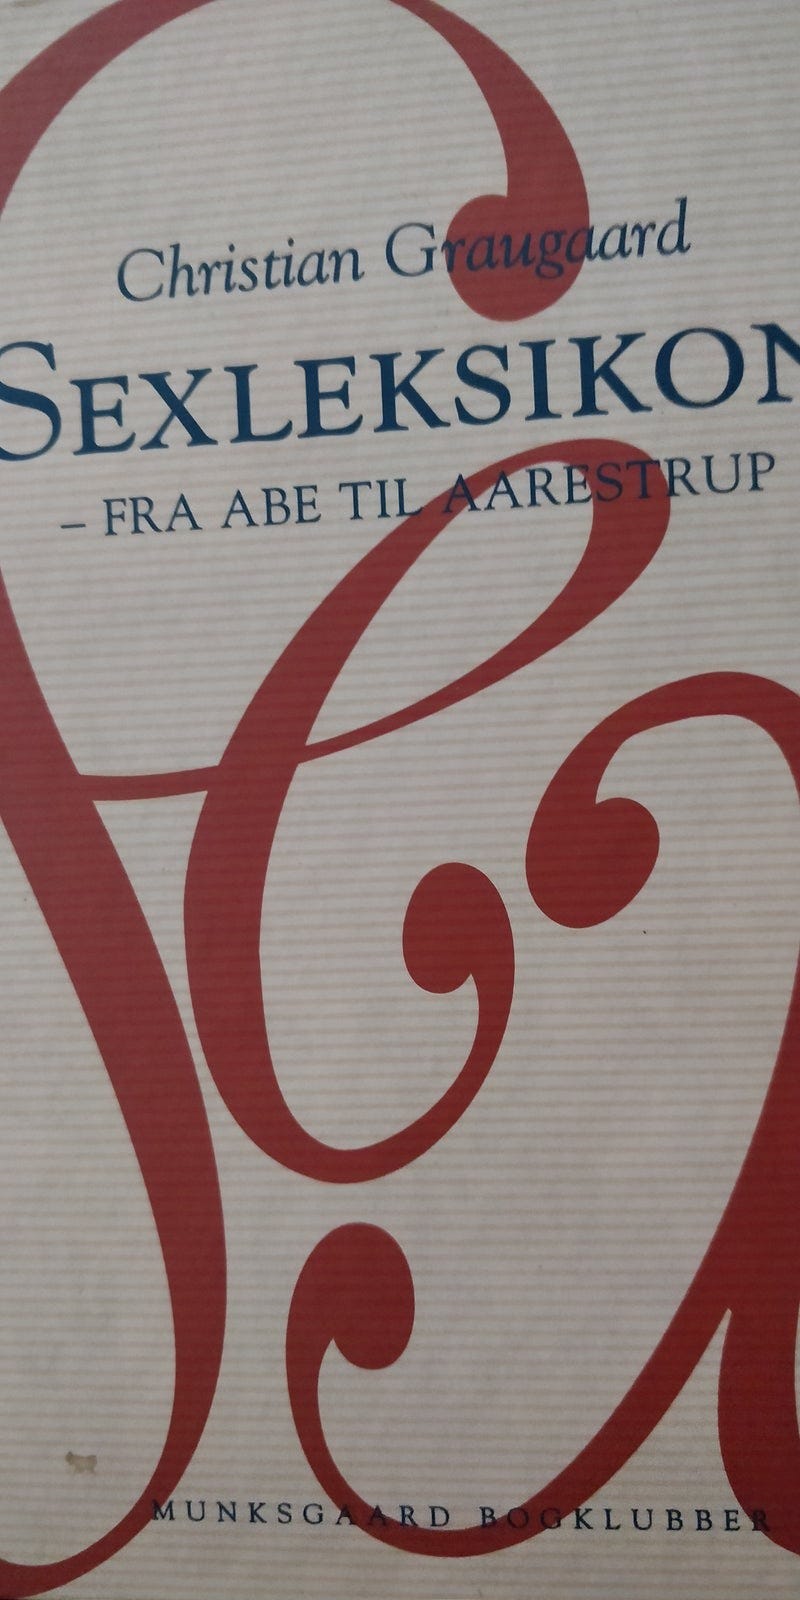 Christian Graugaard
SEXLEKSIKON
– FRA ABE TIL AARESTRUP
MUNKSGAARD BOGKLUBBER